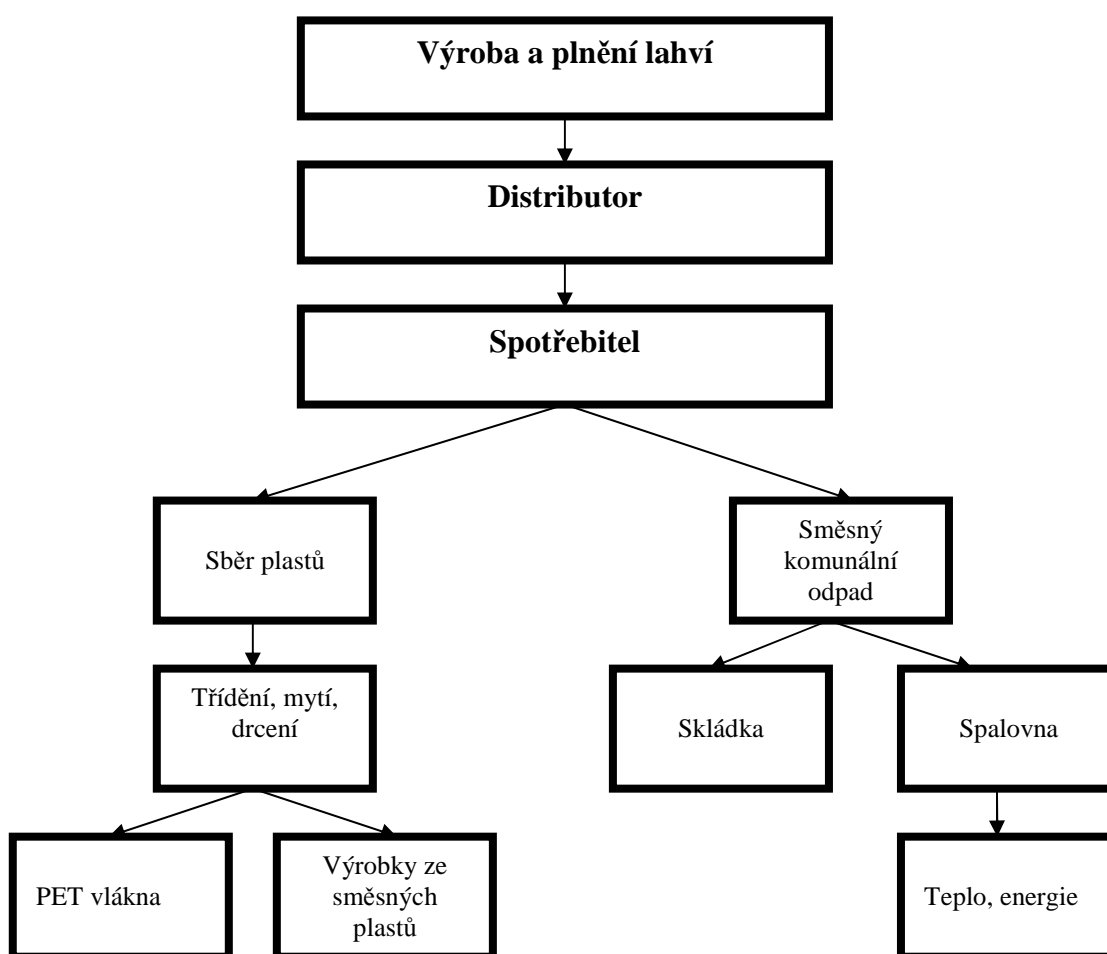 Výroba a plnění lahví
Distributor
Spotřebitel
Sběr plastů
Směsný
komunální
odpad
Třídění, mytí,
drcení
Skládka
Spalovna
PET vlákna
Výrobky ze
směsných
plastů
Teplo, energie